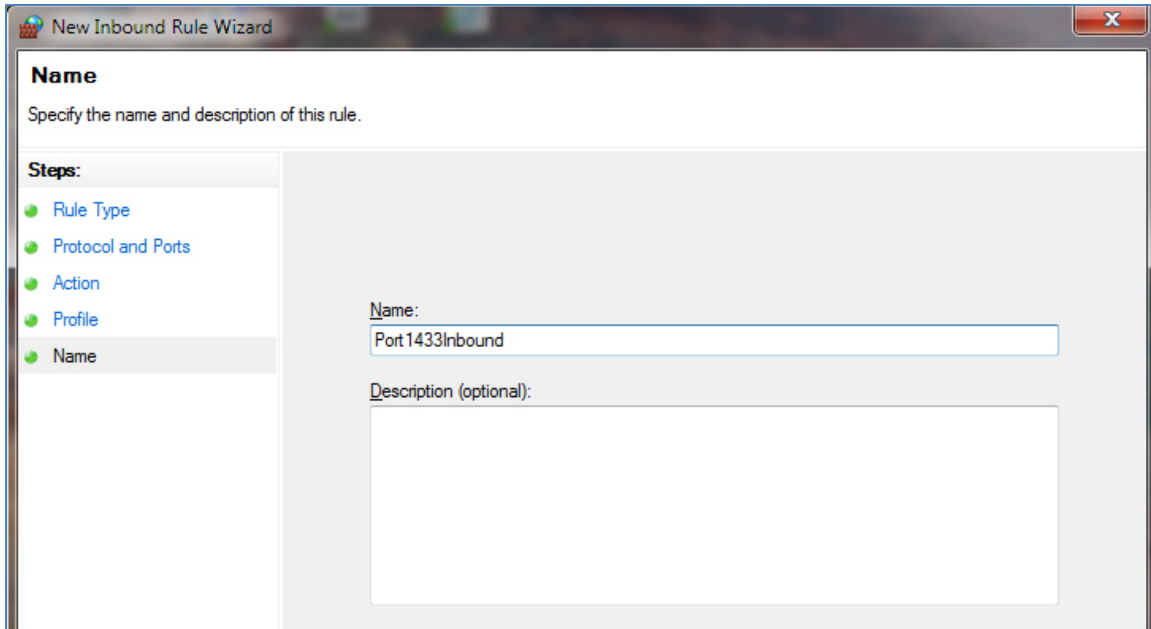 New Inbound Rule Wizard
x
Name
Specify the name and description of this rule.
Steps:
Rule Type
Protocol and Ports
Action
Profile
Name
Name:
Port1433Inbound
Description (optional):